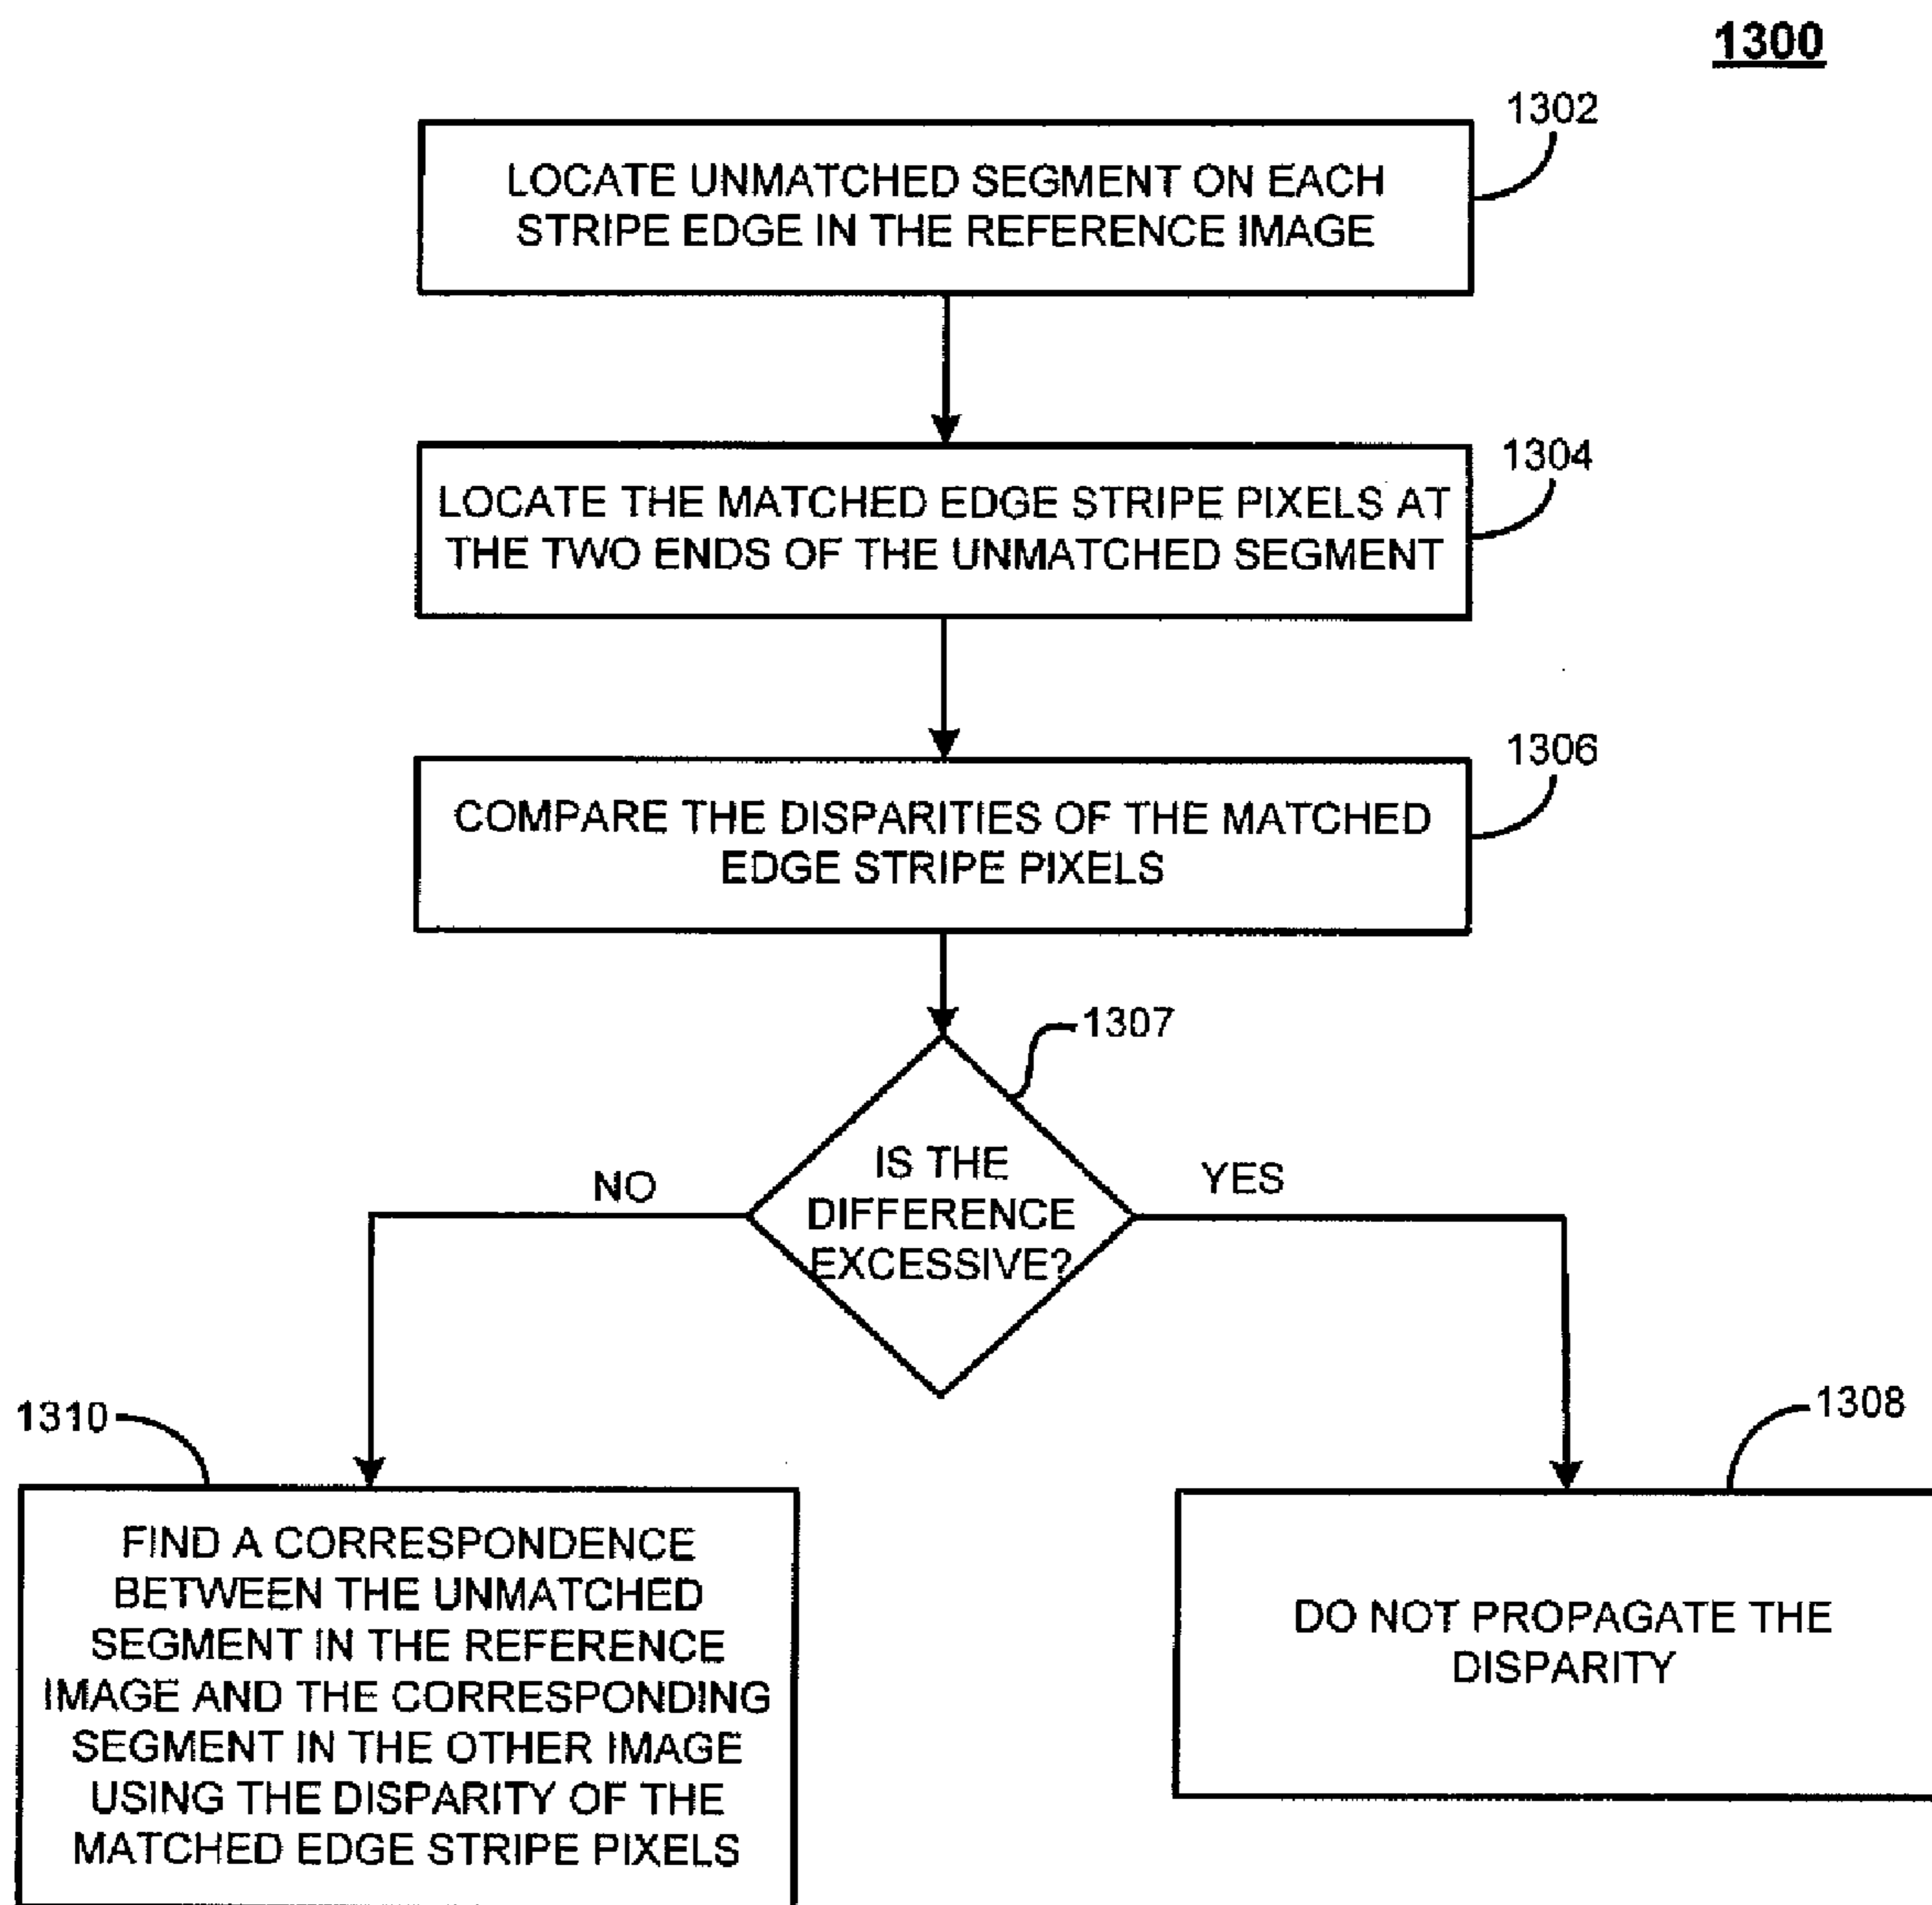 1300
1302
LOCATE UNMATCHED SEGMENT ON EACH
STRIPE EDGE IN THE REFERENCE IMAGE
1304
LOCATE THE MATCHED EDGE STRIPE PIXELS AT
THE TWO ENDS OF THE UNMATCHED SEGMENT
1306
COMPARE THE DISPARITIES OF THE MATCHED
EDGE STRIPE PIXELS
1307
IS THE
DIFFERENCE
EXCESSIVE?
NO
YES
1310
FIND A CORRESPONDENCE
BETWEEN THE UNMATCHED
SEGMENT IN THE REFERENCE
IMAGE AND THE CORRESPONDING
SEGMENT IN THE OTHER IMAGE
USING THE DISPARITY OF THE
MATCHED EDGE STRIPE PIXELS
1308
DO NOT PROPAGATE THE
DISPARITY